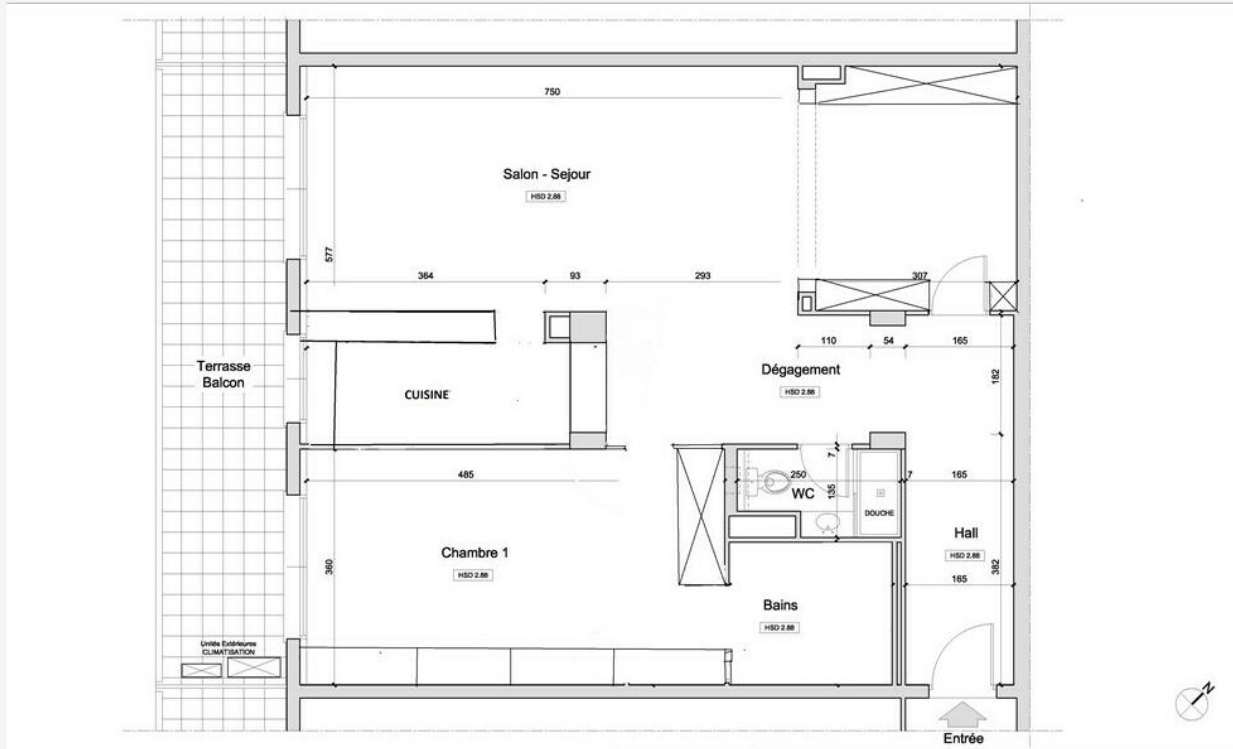 750
Salon - Sejour
HSD 2.88
577
364
93
293
307
110
54
165
Terrasse
Balcon
CUISINE
Dégagement
HSD 2.88
182
485
7
250
WC
135
7
165
DOUCHE
Hall
HSD 2.88
Chambre 1
HSD 2.88
360
382
165
Bains
HSD 2.88
Unités Extérieures
CLIMATISATION
N
Entrée